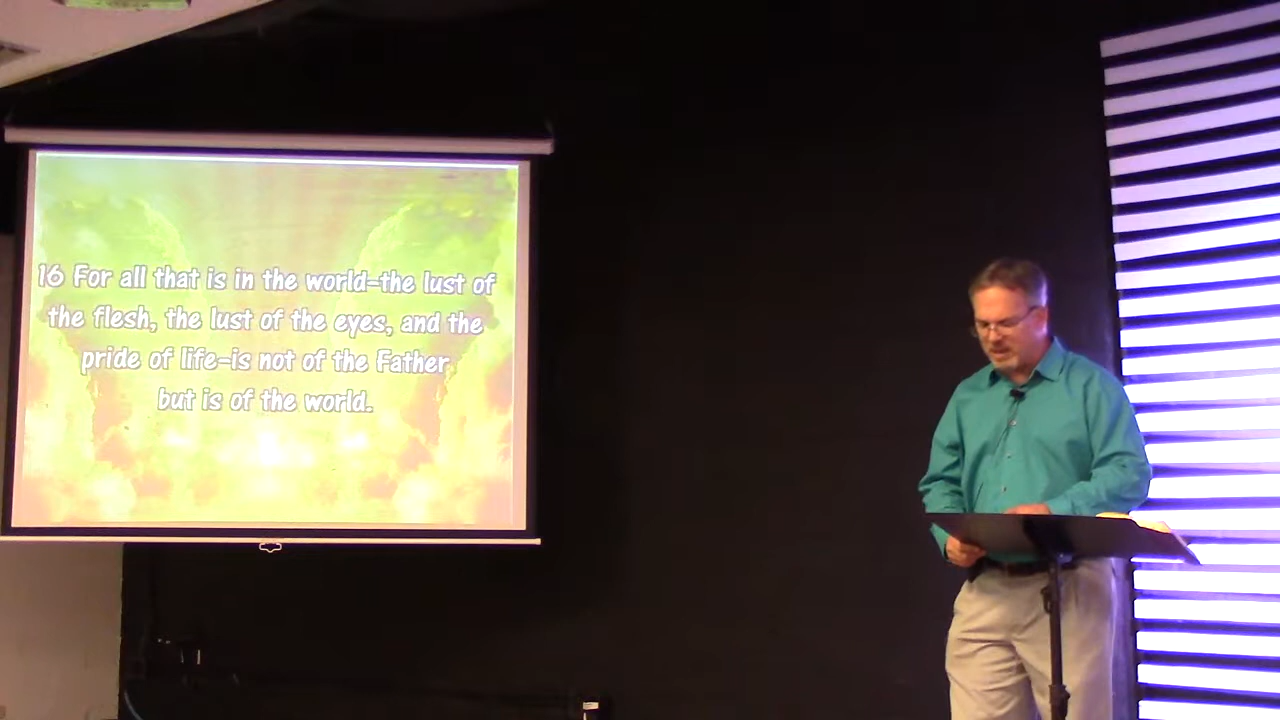 16 For all that is in the world-the lust of
the flesh, the lust of the eyes, and the
pride of life-is not of the Father
but is of the world.